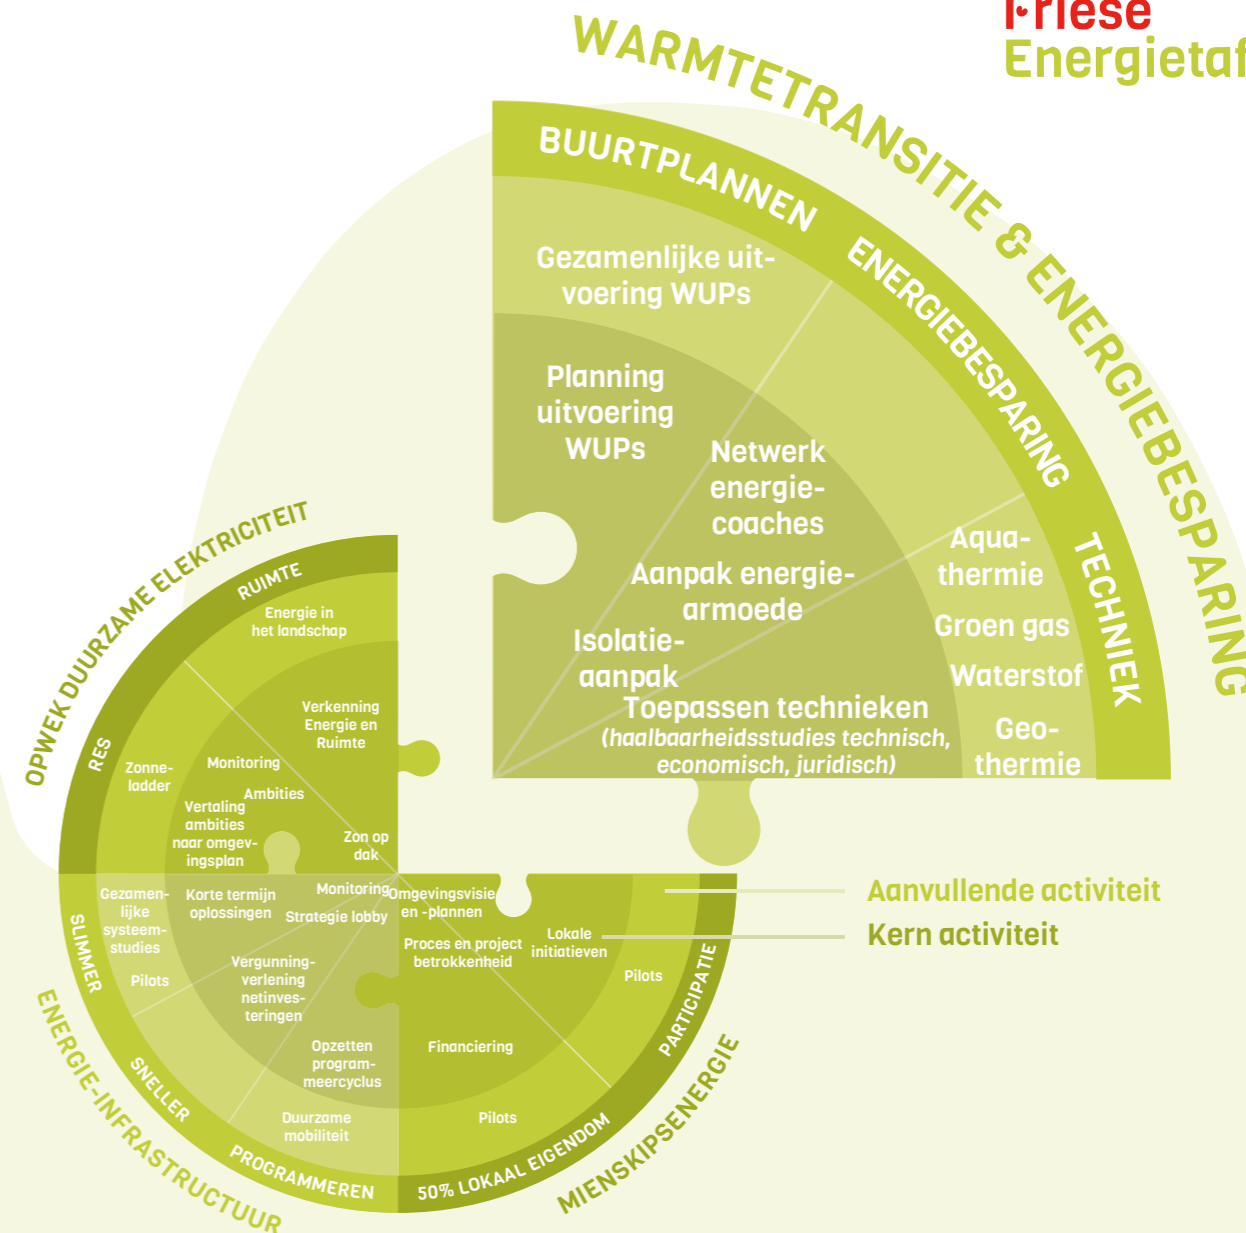 Friese
Energietaf
WARMTETRANSITIE & ENERGIEBESPARING
BUURTPLANNEN
ENERGIEBESPARING
TECHNIEK
Gezamenlijke uit-
voering WUPs
Planning
uitvoering
WUPs
Netwerk
energie-
coaches
Aanpak energie-
armoede
Isolatie-
aanpak
Toepassen technieken
(haalbaarheidsstudies technisch,
economisch, juridisch)
Aqua-
thermie
Groen gas
Waterstof
Geo-
thermie
OPWEK DUURZAME ELEKTRICITEIT
RUIMTE
RES
Energie in
het landschap
Verkenning
Energie en
Ruimte
Zonne-
ladder
Monitoring
Ambities
Vertaling
ambities
naar omgev-
ingsplan
Zon op
dak
ENERGIE-INFRASTRUCTUUR
SLIMMER
SNELLER
PROGRAMMEREN
Gezamen-
lijke
systeem-
studies
Pilots
Korte termijn
oplossingen
Monitoring
Strategie lobby
Vergunning-
verlening
netinves-
teringen
Opzetten
program-
meercyclus
Duurzame
mobiliteit
MIENSKIPSENERGIE
PARTICIPATIE
50% LOKAAL EIGENDOM
Omgevingsvisie
en -plannen
Proces en project
betrokkenheid
Lokale
initiatieven
Pilots
Financiering
Pilots
Aanvullende activiteit
Kern activiteit